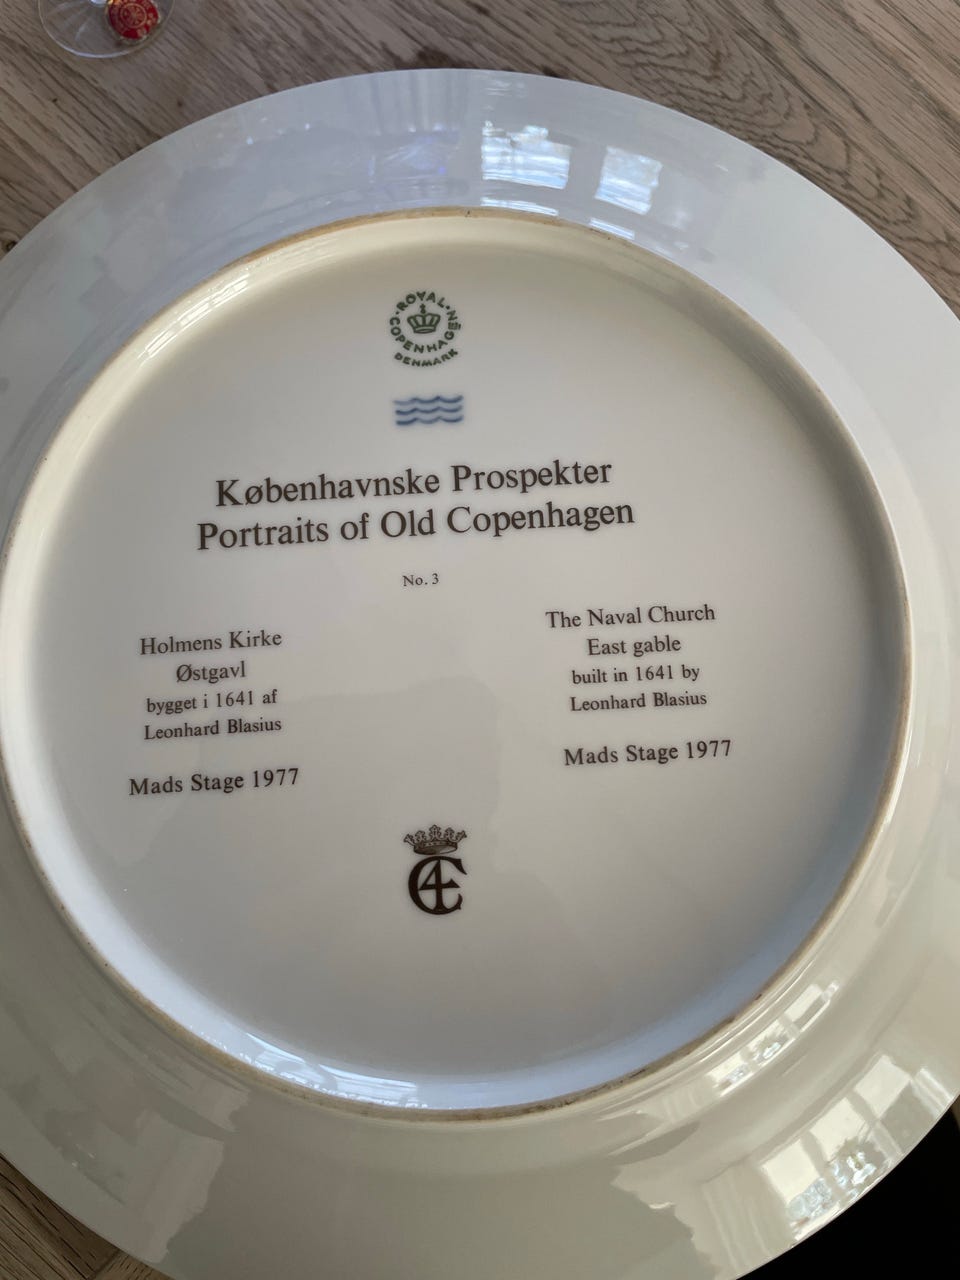 ROYAL
COPENHAGEN
DENMARK
Københavnske Prospekter
Portraits of Old Copenhagen
No. 3
Holmens Kirke
Østgavl
bygget i 1641 af
Leonhard Blasius
Mads Stage 1977
The Naval Church
East gable
built in 1641 by
Leonhard Blasius
Mads Stage 1977
C4